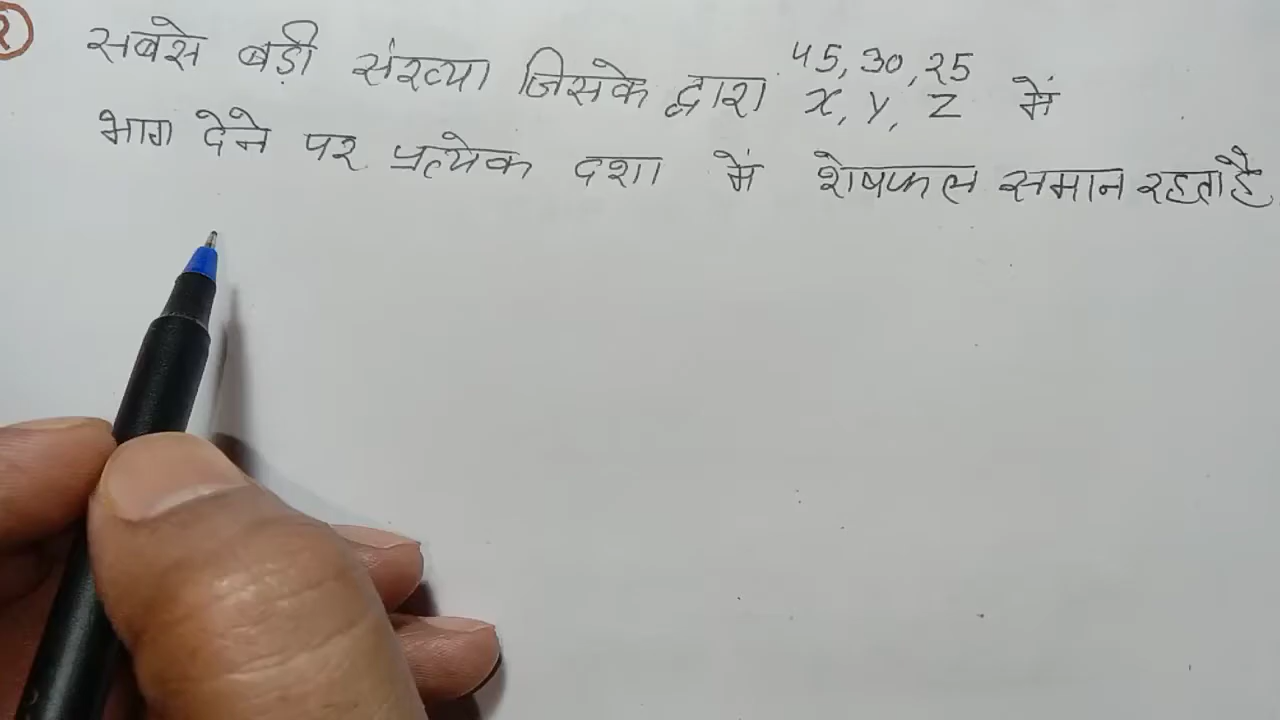 २
सबसे बड़ी संख्या जिसके द्वारा 45, 30, 25
x, y, z में
भाग देने पर प्रत्येक दशा में शेषफल समान रहता है